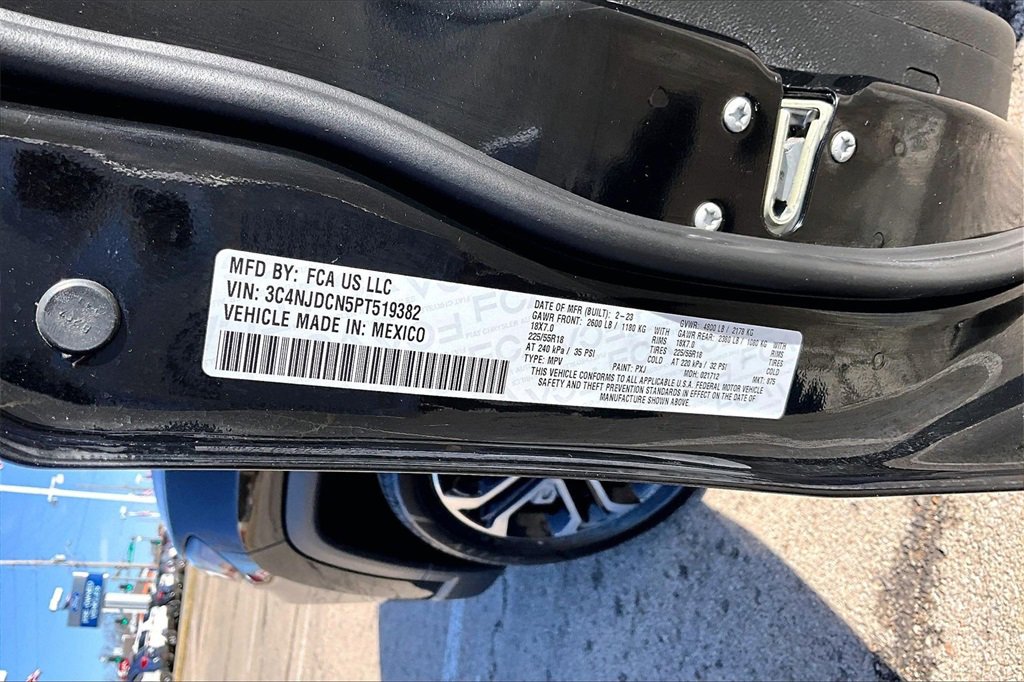 MFD BY: FCA US LLC
VIN: 3C4NJDCN5PT519382
VEHICLE MADE IN: MEXICO
DATE OF MFR (BUILT): 2-23 GVWR: 4800 LB / 2178 KG
GAWR FRONT: 2600 LB / 1180 KG WITH GAWR REAR: 2380 LB / 1080 KG WITH
18X7.0 RIMS 18X7.0 RIMS
225/55R18 TIRES 225/55R18 TIRES
AT 240 kPa / 35 PSI COLD AT 220 kPa / 32 PSI COLD
TYPE: MPV PAINT: PXJ MDH: 021712 MKT: 875
THIS VEHICLE CONFORMS TO ALL APPLICABLE U.S.A. FEDERAL MOTOR VEHICLE
SAFETY AND THEFT PREVENTION STANDARDS IN EFFECT ON THE DATE OF
MANUFACTURE SHOWN ABOVE.